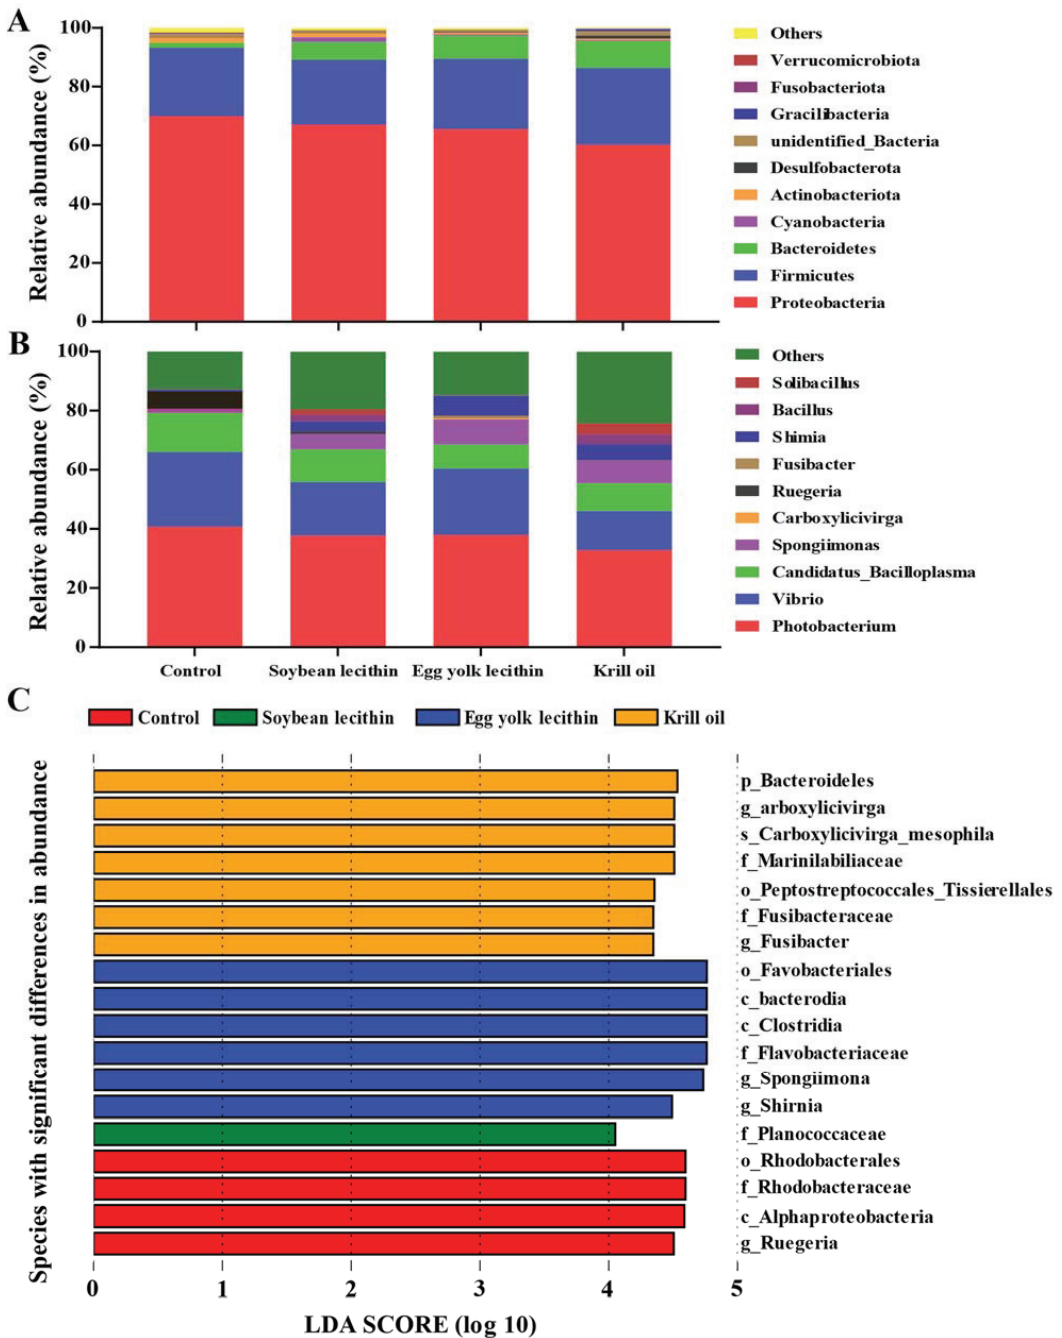 A
Relative abundance (%)
100
80
60
40
20
0
Others
Verrucomicrobiota
Fusobacteriota
Gracilibacteria
unidentified_Bacteria
Desulfobacterota
Actinobacteriota
Cyanobacteria
Bacteroidetes
Firmicutes
Proteobacteria
B
Relative abundance (%)
100
80
60
40
20
0
Control
Soybean lecithin
Egg yolk lecithin
Krill oil
Others
Solibacillus
Bacillus
Shimia
Fusibacter
Ruegeria
Carboxylicivirga
Spongiimonas
Candidatus_Bacilloplasma
Vibrio
Photobacterium
C
Control
Soybean lecithin
Egg yolk lecithin
Krill oil
Species with significant differences in abundance
p_Bacteroideles
g_arboxylicivirga
s_Carboxylicivirga_mesophila
f_Marinilabiliaceae
o_Peptostreptococcales_Tissierellales
f_Fusibacteraceae
g_Fusibacter
o_Favobacteriales
c_bacterodia
c_Clostridia
f_Flavobacteriaceae
g_Spongiimona
g_Shirnia
f_Planococcaceae
o_Rhodobacterales
f_Rhodobacteraceae
c_Alphaproteobacteria
g_Ruegeria
0
1
2
3
4
5
LDA SCORE (log 10)